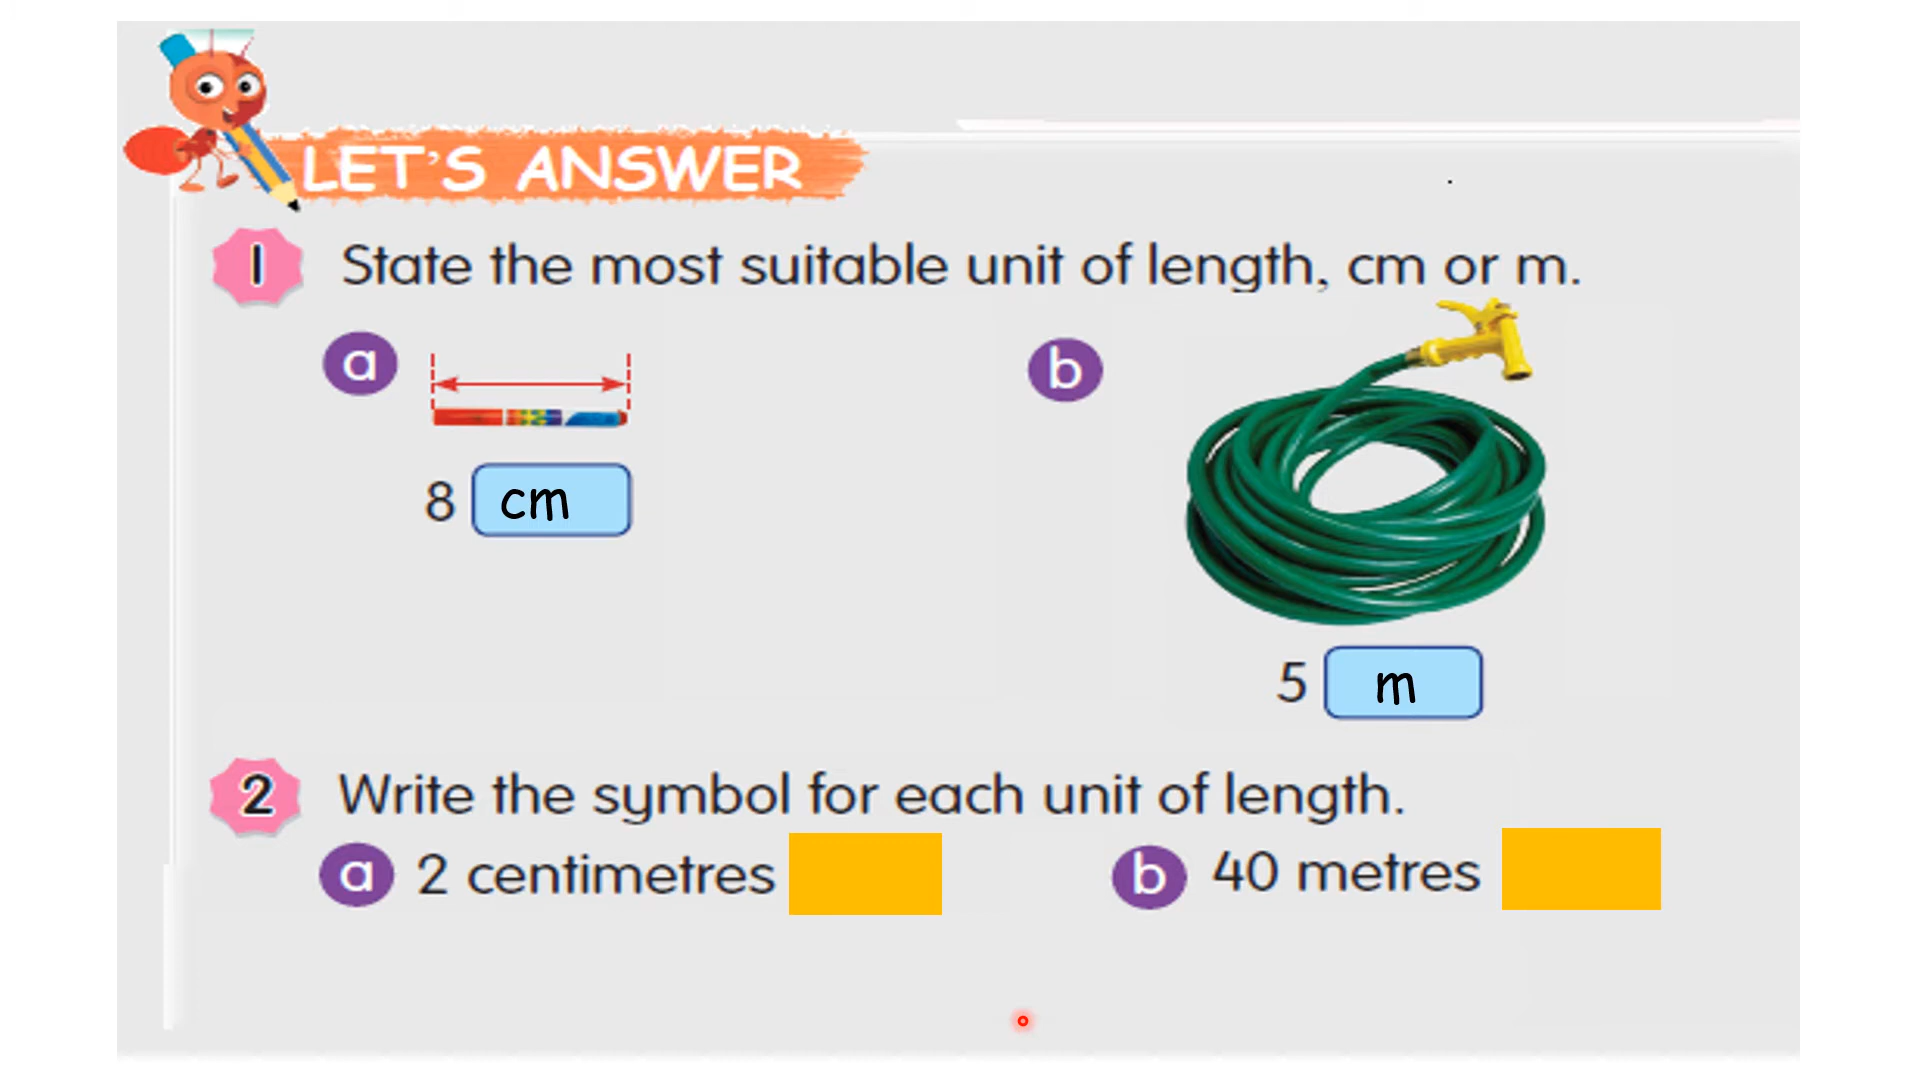 LET'S ANSWER
1 State the most suitable unit of length, cm or m.
a
b
8 cm
5 m
2 Write the symbol for each unit of length.
a 2 centimetres
b 40 metres